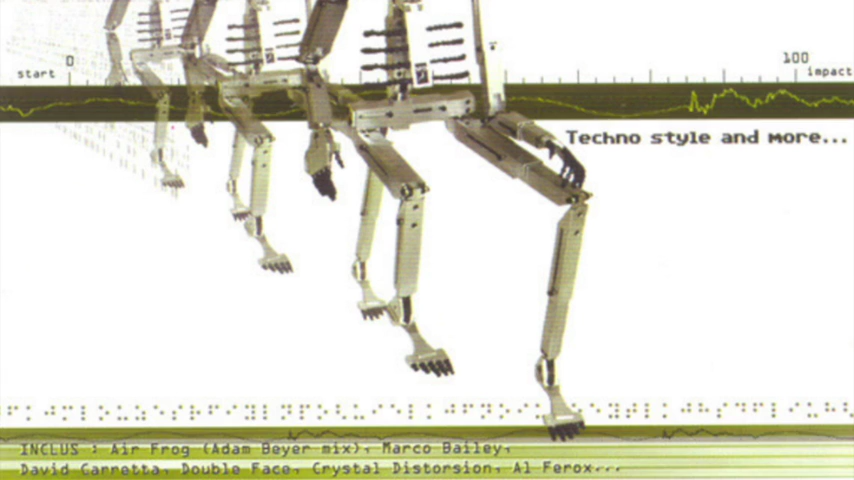 0
100
start
impact
Techno style and more...
INCLUS : Air Frog (Adam Beyer mix), Marco Bailey,
David Carretta, Double Face, Crystal Distorsion, Al Ferox...